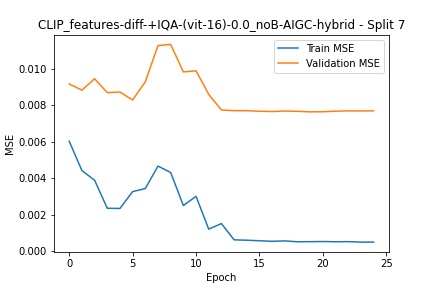 CLIP_features-diff-+IQA-(vit-16)-0.0_noB-AIGC-hybrid - Split 7
Train MSE
Validation MSE
0.010
0.008
0.006
0.004
0.002
0.000
MSE
0 5 10 15 20 25
Epoch